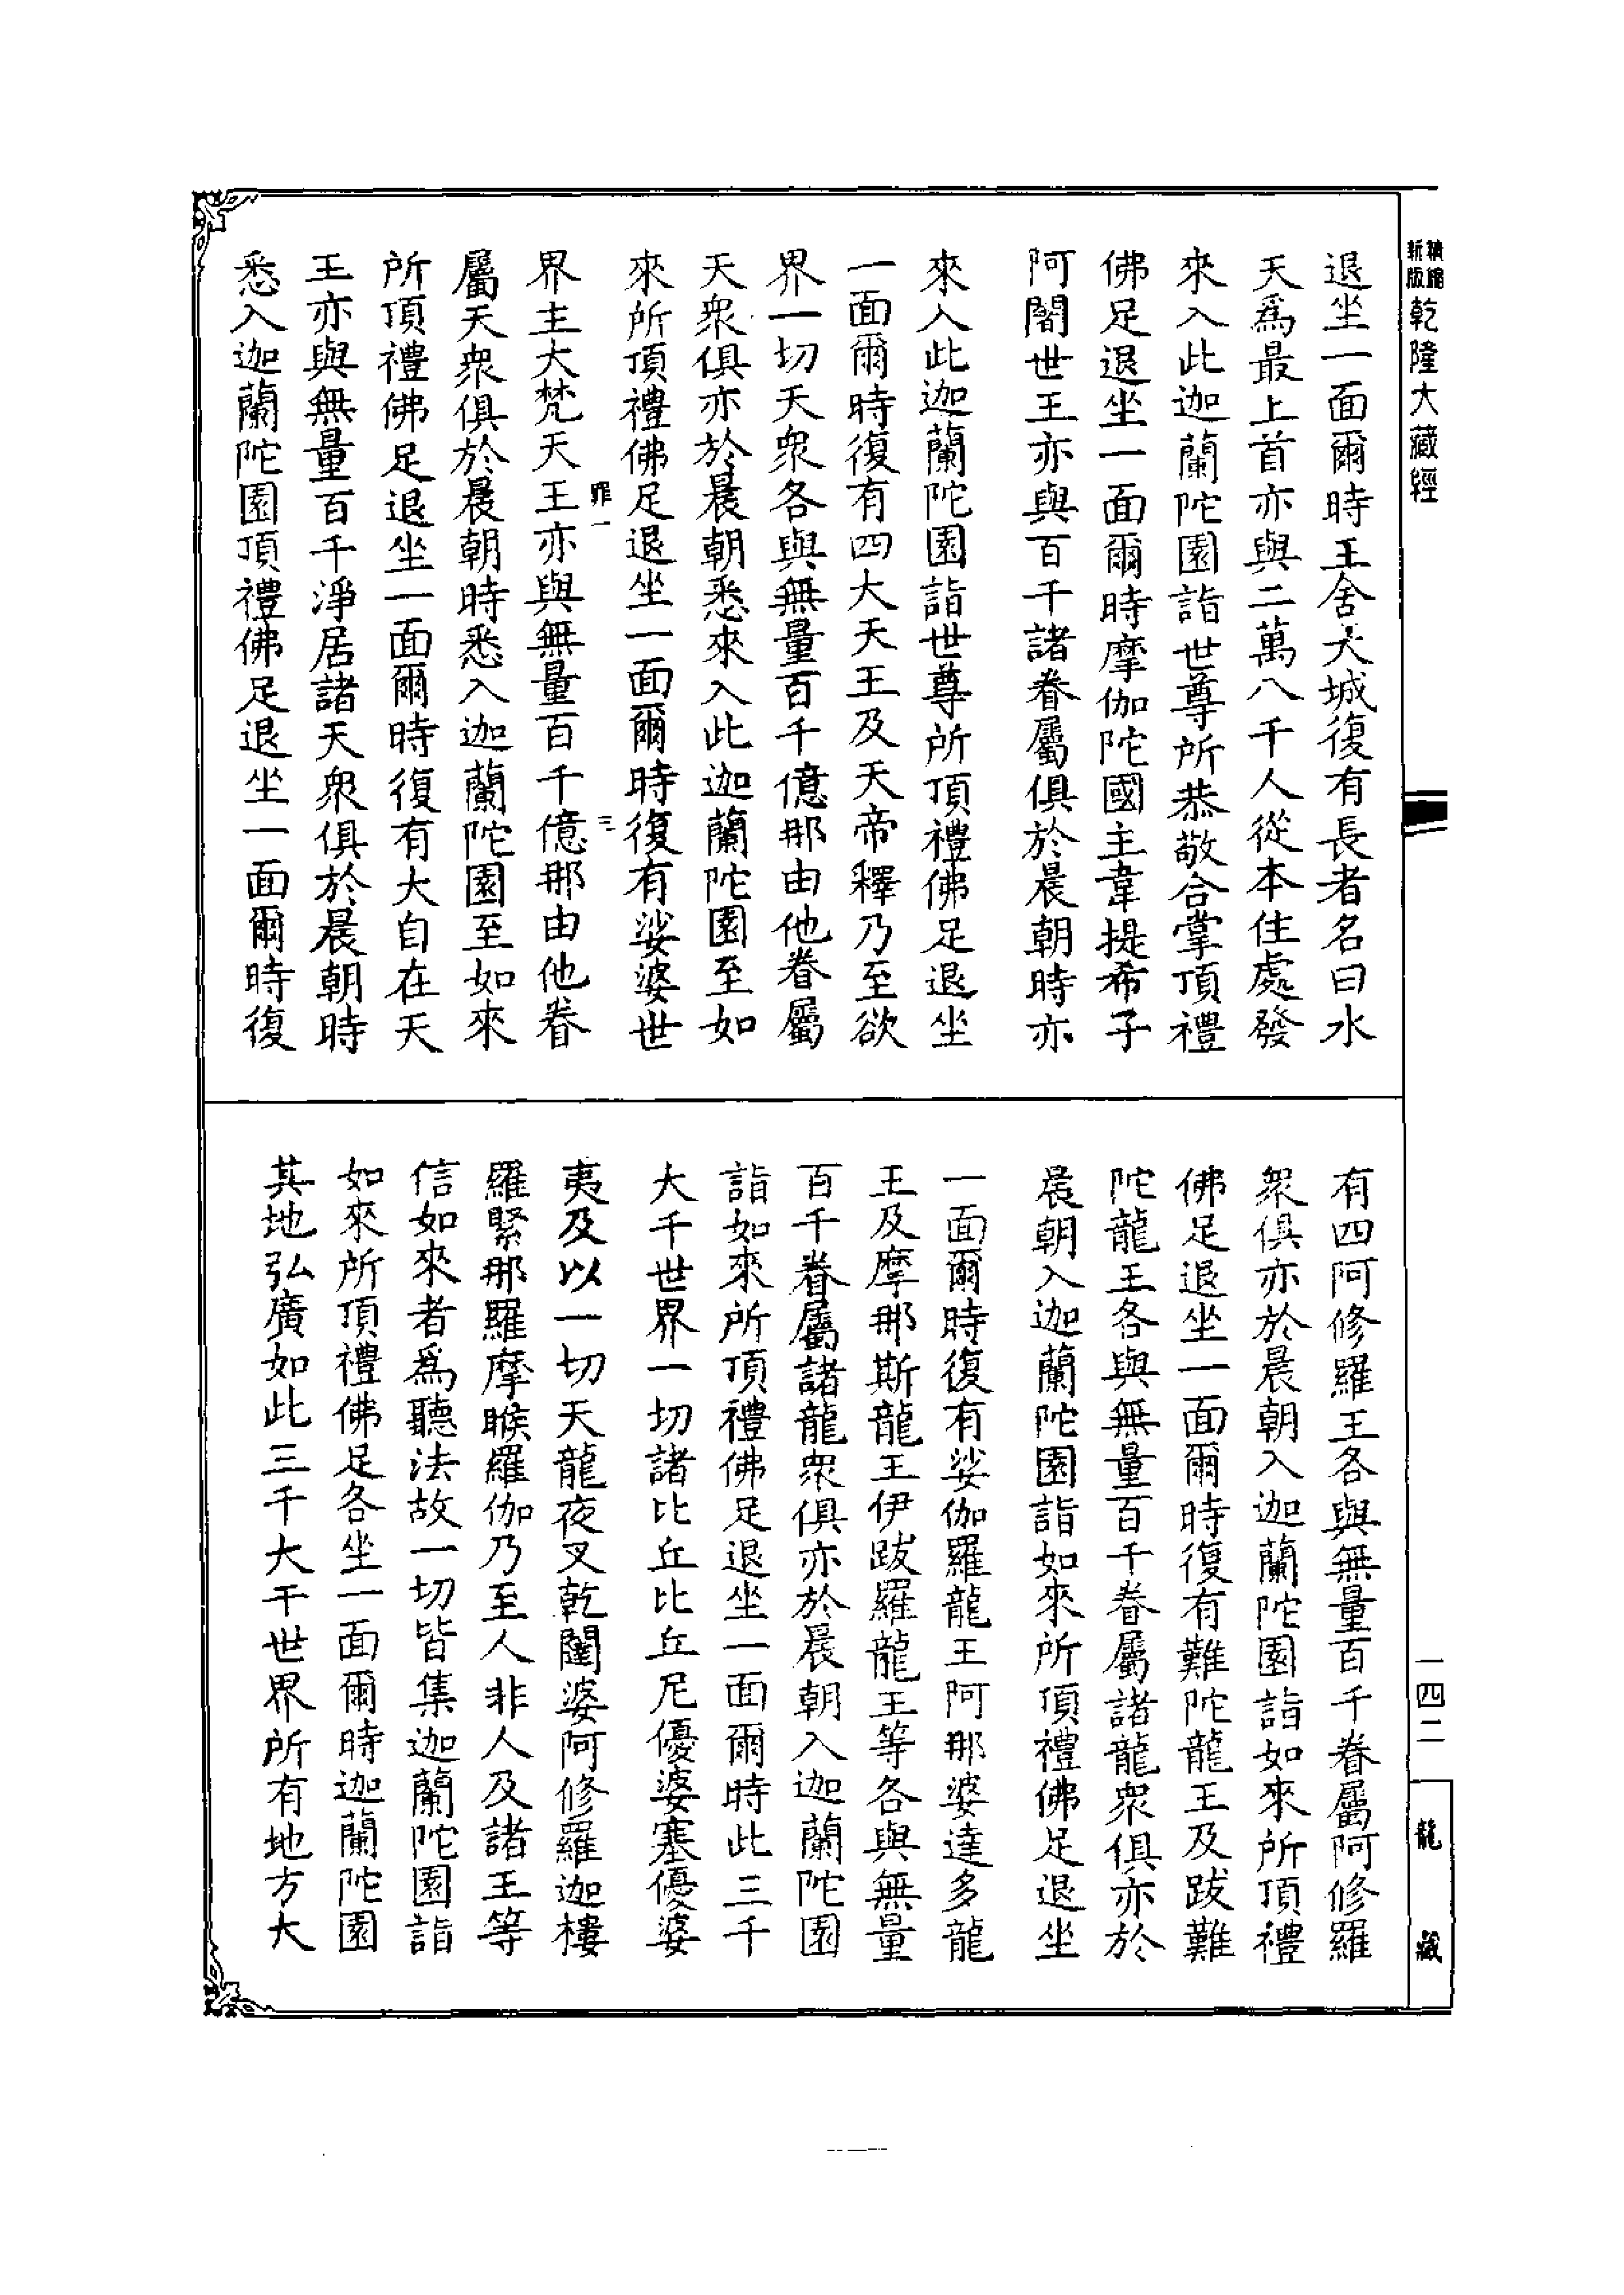 精縮新版 乾隆大藏經
退坐一面爾時王舍大城復有長者名曰水
天爲最上首亦與二萬八千人從本住處發
來入此迦蘭陀園詣世尊所恭敬合掌頂禮
佛足退坐一面爾時摩伽陀國主韋提希子
阿闍世王亦與百千諸眷屬俱於晨朝時亦
來入此迦蘭陀園詣世尊所頂禮佛足退坐
一面爾時復有四大天王及天帝釋乃至欲
界一切天眾各與無量百千億那由他眷屬
天眾俱亦於晨朝悉來入此迦蘭陀園至如
來所頂禮佛足退坐一面爾時復有娑婆世
罪一 三
界主大梵天王亦與無量百千億那由他眷
屬天眾俱於晨朝時悉入迦蘭陀園至如來
所頂禮佛足退坐一面爾時復有大自在天
王亦與無量百千淨居諸天眾俱於晨朝時
悉入迦蘭陀園頂禮佛足退坐一面爾時復
有四阿修羅王各與無量百千眷屬阿修羅
眾俱亦於晨朝入迦蘭陀園詣如來所頂禮
佛足退坐一面爾時復有難陀龍王及跋難
陀龍王各與無量百千眷屬諸龍眾俱亦於
晨朝入迦蘭陀園詣如來所頂禮佛足退坐
一面爾時復有娑伽羅龍王阿那婆達多龍
王及摩那斯龍王伊跋羅龍王等各與無量
百千眷屬諸龍眾俱亦於晨朝入迦蘭陀園
詣如來所頂禮佛足退坐一面爾時此三千
大千世界一切諸比丘比丘尼優婆塞優婆
夷及以一切天龍夜叉乾闥婆阿修羅迦樓
羅緊那羅摩睺羅伽乃至人非人及諸王等
信如來者爲聽法故一切皆集迦蘭陀園詣
如來所頂禮佛足各坐一面爾時迦蘭陀園
其地弘廣如此三千大千世界所有地方大
一四二
龍藏